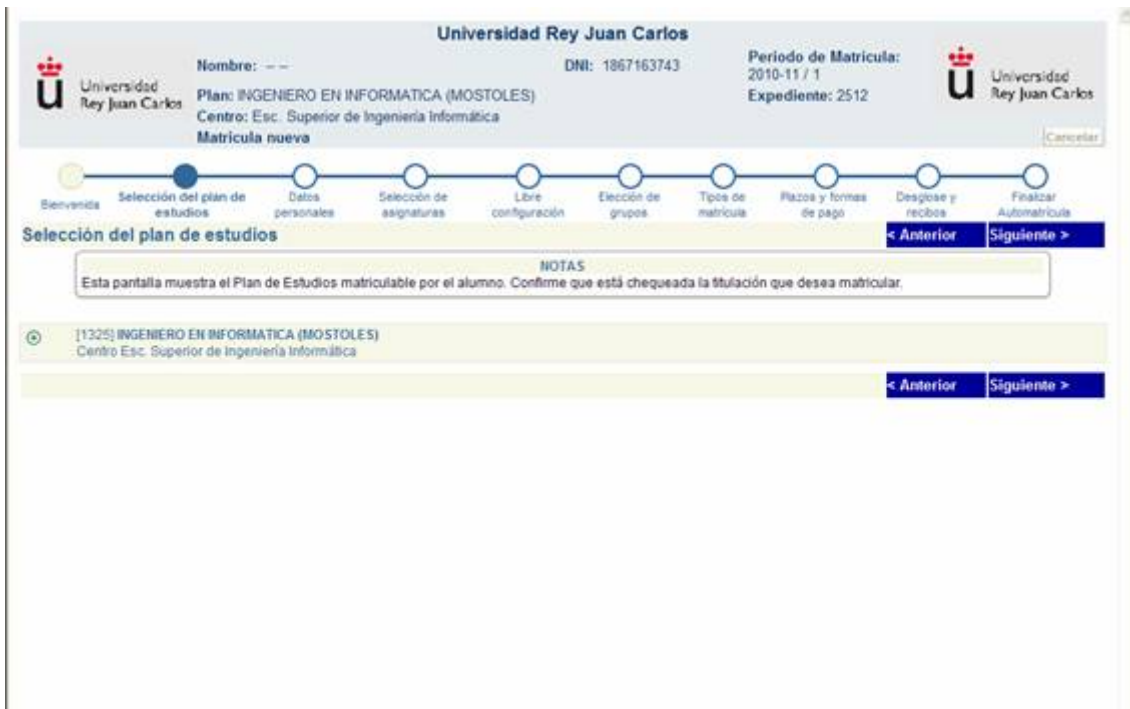 Universidad Rey Juan Carlos
Universidad
Rey Juan Carlos
Nombre: – –
DNI: 1867163743
Periodo de Matricula:
2010-11 / 1
Plan: INGENIERO EN INFORMATICA (MOSTOLES)
Expediente: 2512
Centro: Esc. Superior de Ingeniería Informática
Matricula nueva
Universidad
Rey Juan Carlos
Cancelar
Bienvenida
Selección del plan de
estudios
Datos
personales
Selección de
asignaturas
Libre
configuración
Elección de
grupos
Tipos de
matrícula
Plazos y formas
de pago
Desglose y
recibos
Finalizar
Automatrícula
Selección del plan de estudios
< Anterior
Siguiente >
NOTAS
Esta pantalla muestra el Plan de Estudios matriculable por el alumno. Confirme que está chequeada la titulación que desea matricular.
[1325] INGENIERO EN INFORMATICA (MOSTOLES)
Centro Esc. Superior de Ingeniería Informática
< Anterior
Siguiente >